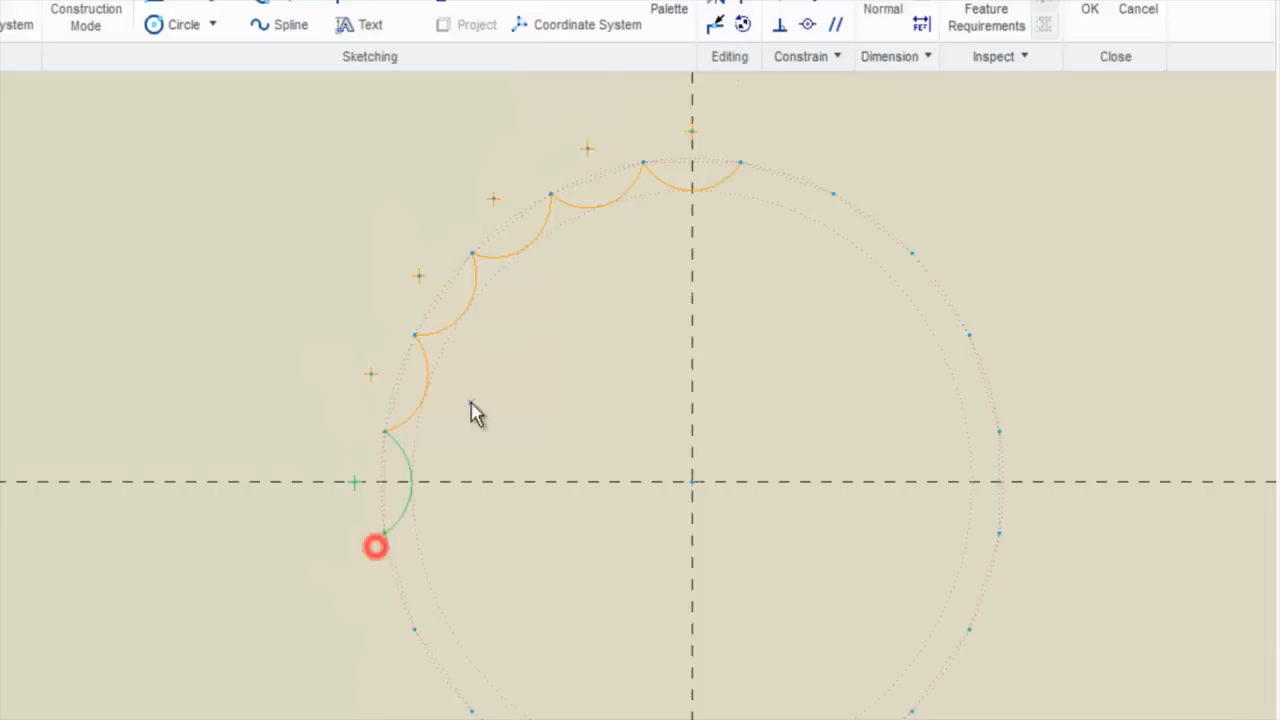 Palette
Normal
Feature
OK
Cancel
Construction
Mode
ystem
Circle
Spline
Text
Project
Coordinate System
Requirements
Sketching
Editing
Constrain
Dimension
Inspect
Close